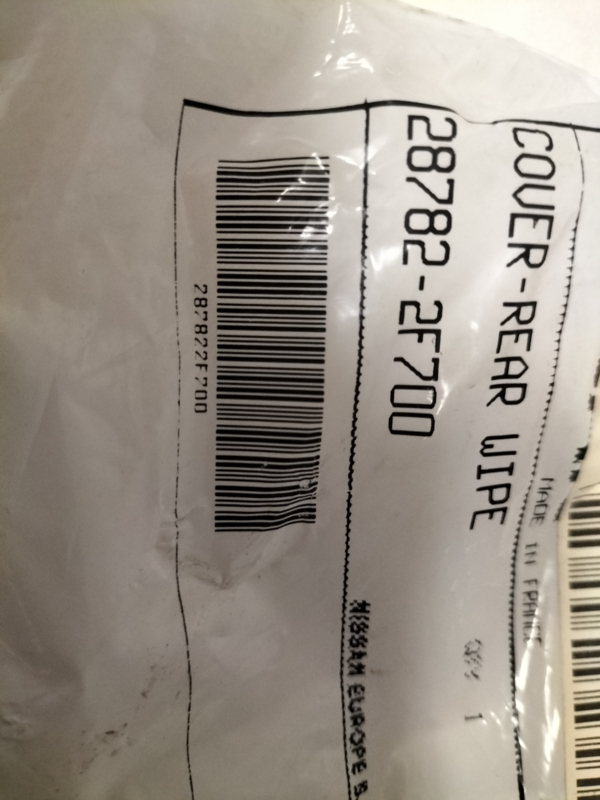 MADE IN FRANCE
COVER-REAR WIPE
QTY 1
28782-2F700
NISSAN EUROPE S.
287822F700